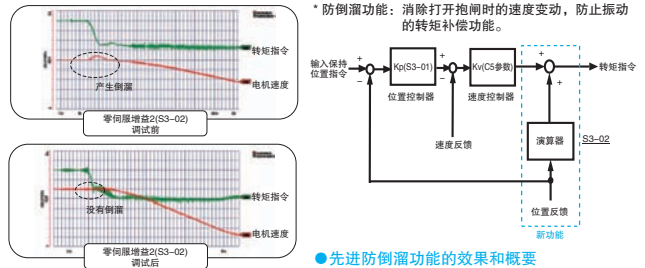 转矩指令
电机速度
产生倒溜
零伺服增益2(S3-02)
调试前
转矩指令
电机速度
没有倒溜
零伺服增益2(S3-02)
调试后
* 防倒溜功能：消除打开抱闸时的速度变动，防止振动
的转矩补偿功能。
输入保持
位置指令
+
−
Kp(S3-01)
位置控制器
+
−
Kv(C5参数)
速度控制器
+
+
转矩指令
速度反馈
演算器
S3-02
位置反馈
新功能
●先进防倒溜功能的效果和概要